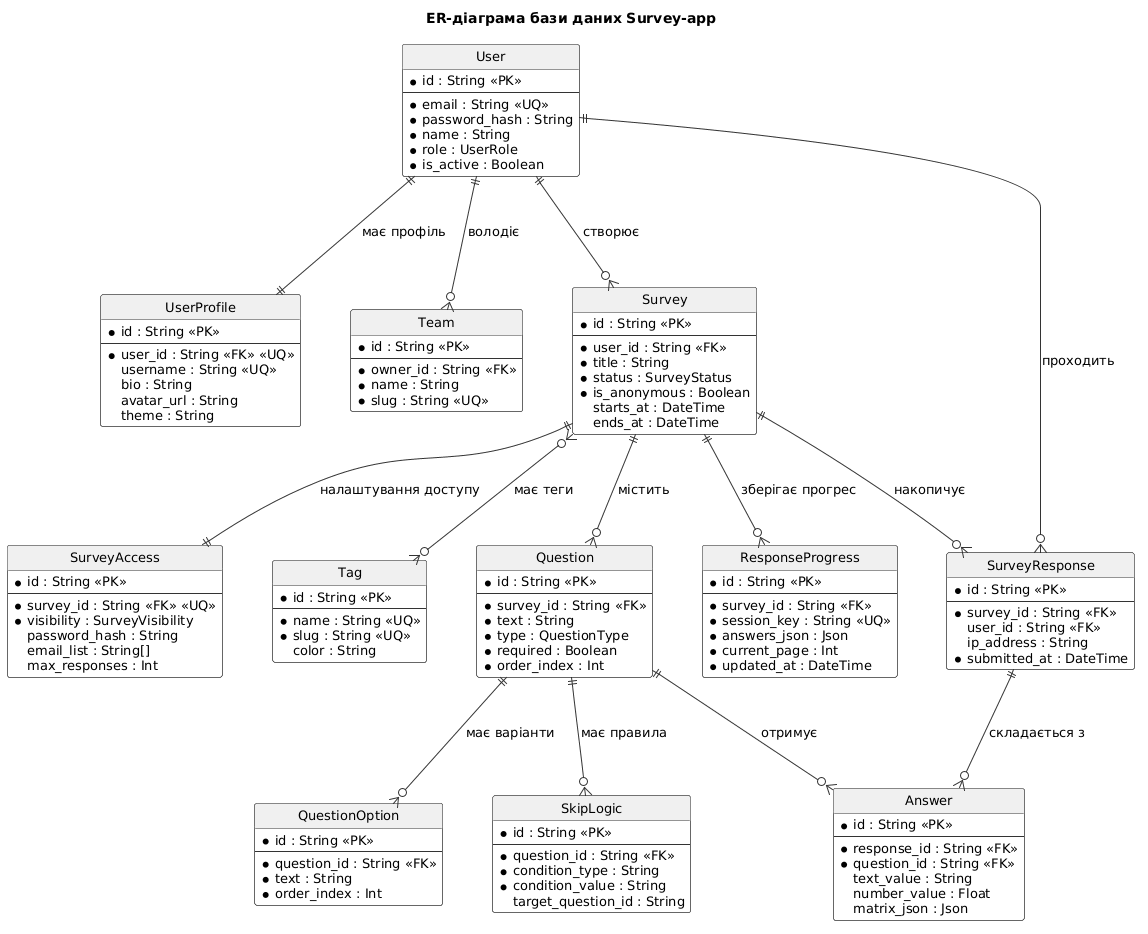 ER-діаграма бази даних Survey-app
User
id : String «PK»
email : String «UQ»
password_hash : String
name : String
role : UserRole
is_active : Boolean
має профіль
володіє
створює
проходить
UserProfile
id : String «PK»
user_id : String «FK» «UQ»
username : String «UQ»
bio : String
avatar_url : String
theme : String
Team
id : String «PK»
owner_id : String «FK»
name : String
slug : String «UQ»
Survey
id : String «PK»
user_id : String «FK»
title : String
status : SurveyStatus
is_anonymous : Boolean
starts_at : DateTime
ends_at : DateTime
налаштування доступу
має теги
містить
зберігає прогрес
накопичує
SurveyAccess
id : String «PK»
survey_id : String «FK» «UQ»
visibility : SurveyVisibility
password_hash : String
email_list : String[]
max_responses : Int
Tag
id : String «PK»
name : String «UQ»
slug : String «UQ»
color : String
Question
id : String «PK»
survey_id : String «FK»
text : String
type : QuestionType
required : Boolean
order_index : Int
ResponseProgress
id : String «PK»
survey_id : String «FK»
session_key : String «UQ»
answers_json : Json
current_page : Int
updated_at : DateTime
SurveyResponse
id : String «PK»
survey_id : String «FK»
user_id : String «FK»
ip_address : String
submitted_at : DateTime
має варіанти
має правила
отримує
складається з
QuestionOption
id : String «PK»
question_id : String «FK»
text : String
order_index : Int
SkipLogic
id : String «PK»
question_id : String «FK»
condition_type : String
condition_value : String
target_question_id : String
Answer
id : String «PK»
response_id : String «FK»
question_id : String «FK»
text_value : String
number_value : Float
matrix_json : Json